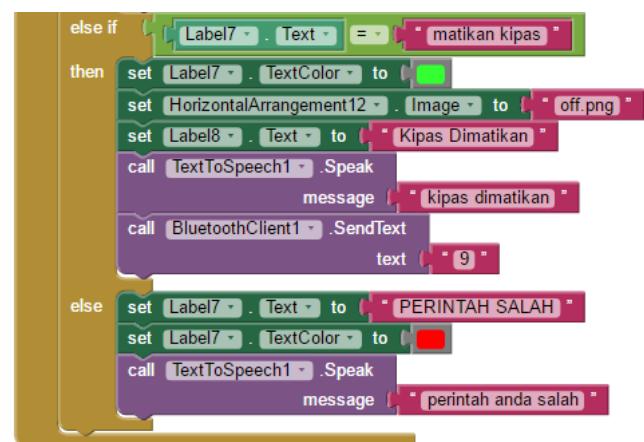 else if Label7 . Text = " matikan kipas "
then set Label7 . TextColor to
set HorizontalArrangement12 . Image to " off.png "
set Label8 . Text to " Kipas Dimatikan "
call TextToSpeech1 .Speak
message " kipas dimatikan "
call BluetoothClient1 .SendText
text " 9 "
else set Label7 . Text to " PERINTAH SALAH "
set Label7 . TextColor to
call TextToSpeech1 .Speak
message " perintah anda salah "